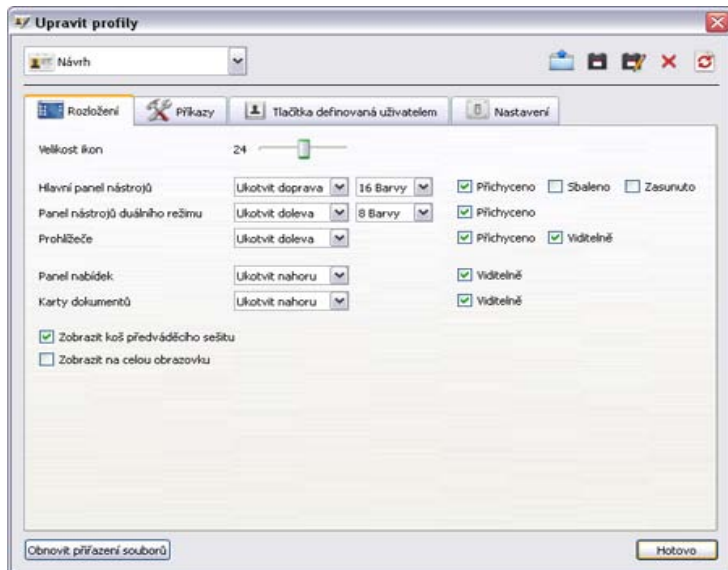 Upravit profily
Návrh
Rozložení Příkazy Tlačítka definovaná uživatelem Nastavení
Velikost ikon 24
Hlavní panel nástrojů Ukotvit doprava 16 Barvy Přichyceno Sbaleno Zasunuto
Panel nástrojů duálního režimu Ukotvit doleva 8 Barvy Přichyceno
Prohlížeče Ukotvit doleva Přichyceno Viditelně
Panel nabídek Ukotvit nahoru Viditelně
Karty dokumentů Ukotvit nahoru Viditelně
Zobrazit koš předváděcího sešitu
Zobrazit na celou obrazovku
Obnovit přiřazení souborů Hotovo